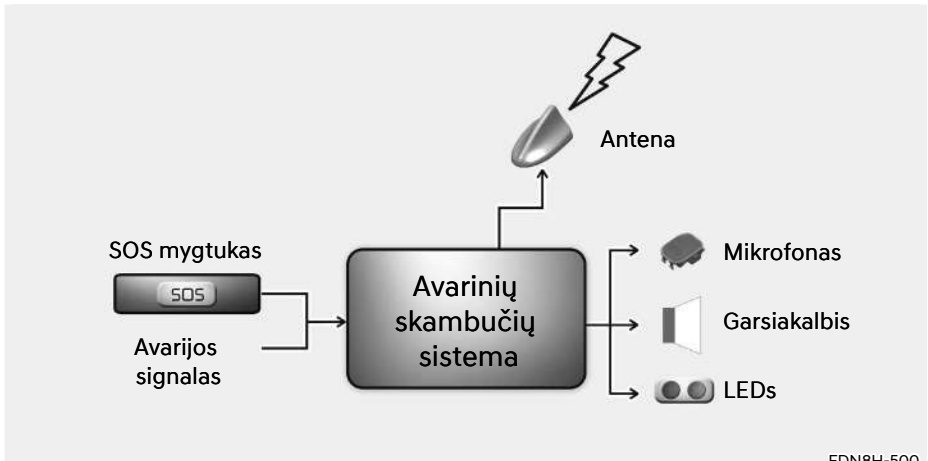 Antena
SOS mygtukas
SOS
Avarijos
signalas
Avarinių
skambučių
sistema
Mikrofonas
Garsiakalbis
LEDs